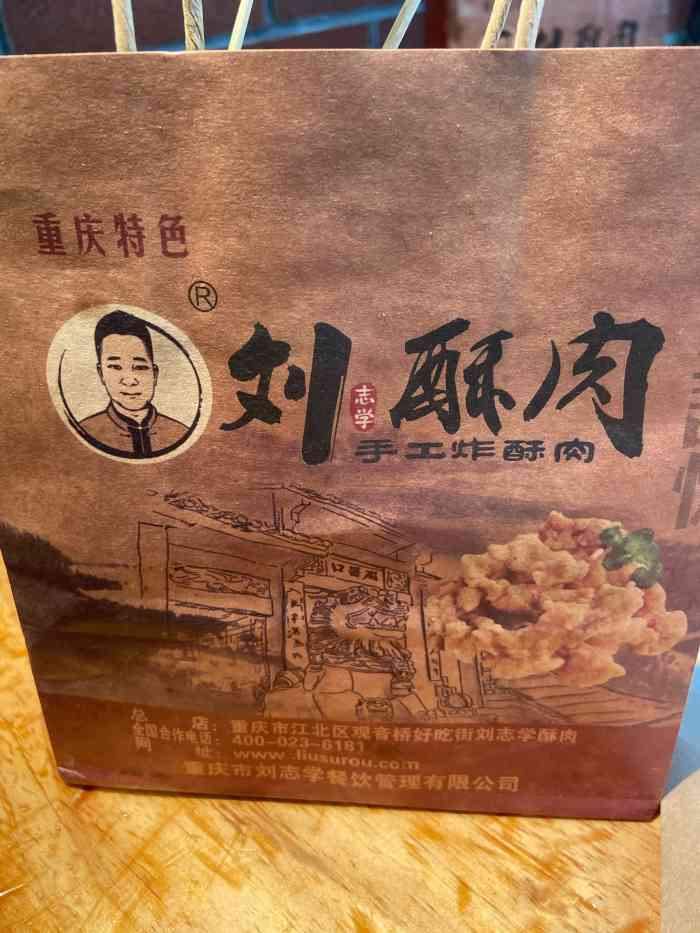 重庆特色
®
刘志学酥肉
手工炸酥肉
总店：重庆市江北区观音桥好吃街刘志学酥肉
全国合作电话：400-023-6181
网址：www.liusurou.com
重庆市刘志学餐饮管理有限公司